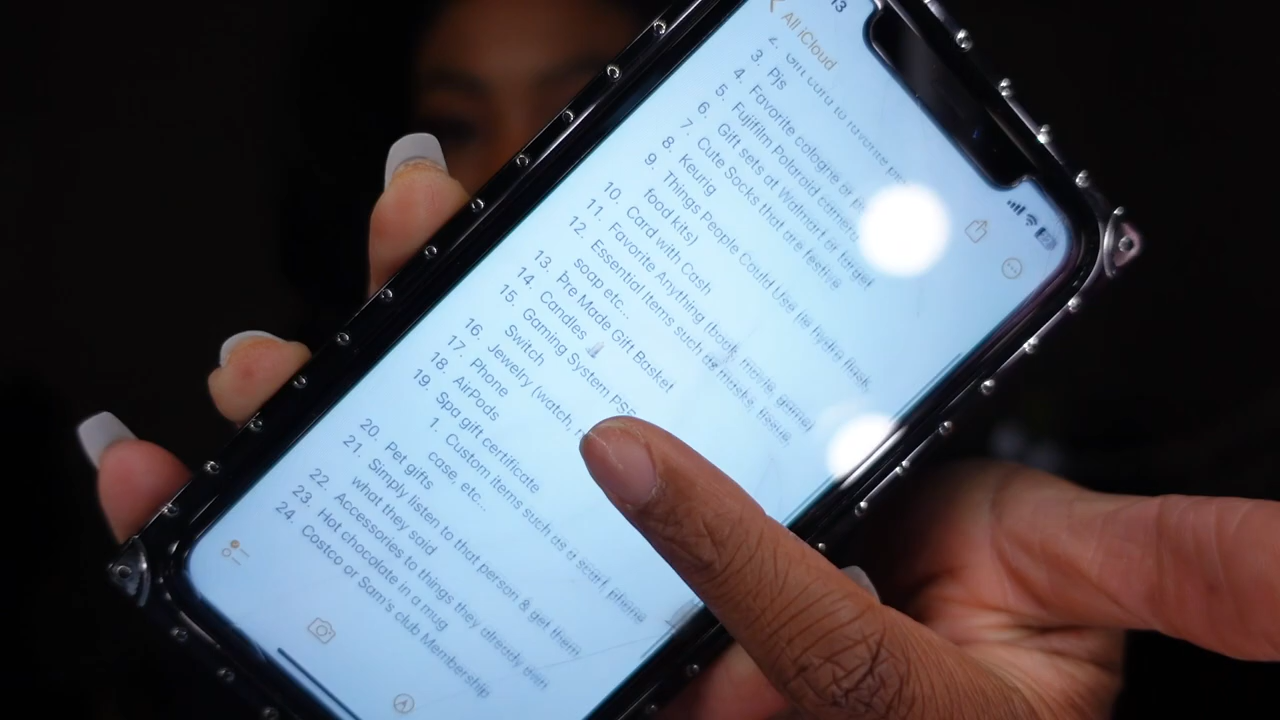 13
All iCloud
2. Gift card to favorite
3. Pjs
4. Favorite cologne or
5. Fujifilm Polaroid camera
6. Gift sets at Walmart or target
7. Cute Socks that are festive
8. Keurig
9. Things People Could Use (ie hydro flask,
food kits)
10. Card with Cash
11. Favorite Anything (book, movie, game)
12. Essential Items such as masks, tissue,
soap etc...
13. Pre Made Gift Basket
14. Candles
15. Gaming System PS5
Switch
16. Jewelry (watch,
17. Phone
18. AirPods
19. Spa gift certificate
1. Custom items such as a scarf, phone
case, etc...
20. Pet gifts
21. Simply listen to that person & get them
what they said
22. Accessories to things they already own
23. Hot chocolate in a mug
24. Costco or Sam's club Membership